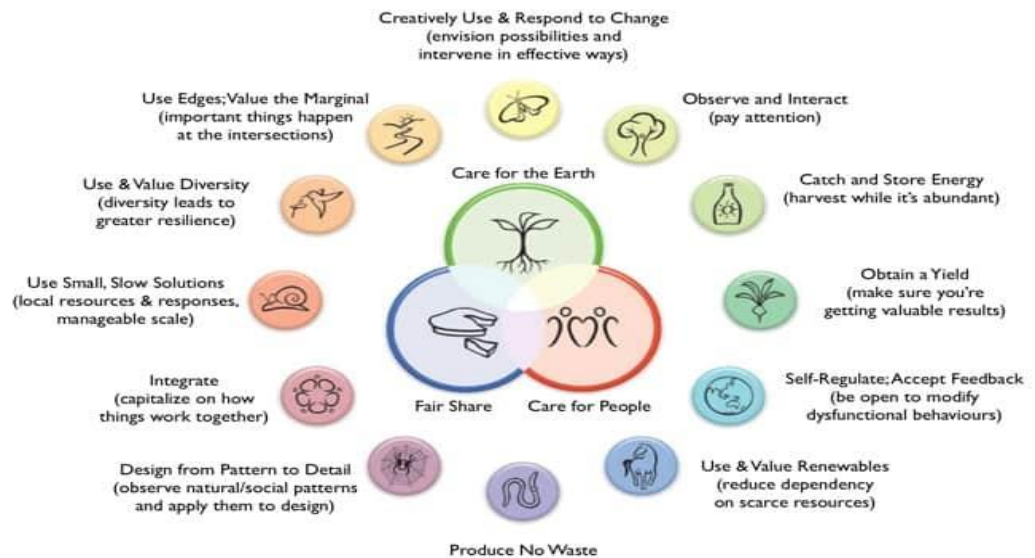 Creatively Use & Respond to Change
(envision possibilities and
intervene in effective ways)
Observe and Interact
(pay attention)
Catch and Store Energy
(harvest while it's abundant)
Obtain a Yield
(make sure you're
getting valuable results)
Self-Regulate; Accept Feedback
(be open to modify
dysfunctional behaviours)
Use & Value Renewables
(reduce dependency
on scarce resources)
Produce No Waste
Design from Pattern to Detail
(observe natural/social patterns
and apply them to design)
Integrate
(capitalize on how
things work together)
Use Small, Slow Solutions
(local resources & responses,
manageable scale)
Use & Value Diversity
(diversity leads to
greater resilience)
Use Edges; Value the Marginal
(important things happen
at the intersections)
Care for the Earth
Fair Share
Care for People